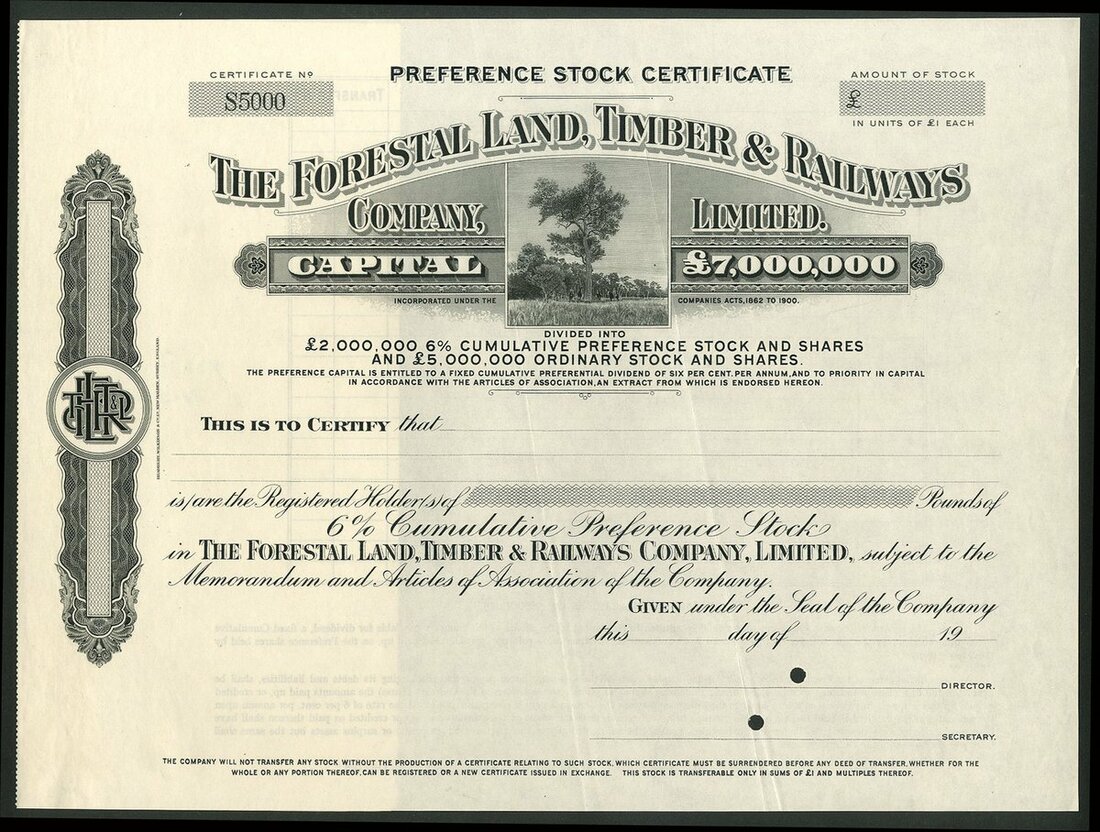 CERTIFICATE Nº
S5000
PREFERENCE STOCK CERTIFICATE
AMOUNT OF STOCK
£
IN UNITS OF £1 EACH
THE FORESTAL LAND, TIMBER & RAILWAYS
COMPANY, LIMITED.
CAPITAL £7,000,000
INCORPORATED UNDER THE COMPANIES ACTS, 1862 TO 1900.
DIVIDED INTO
£2,000,000 6% CUMULATIVE PREFERENCE STOCK AND SHARES
AND £5,000,000 ORDINARY STOCK AND SHARES.
THE PREFERENCE CAPITAL IS ENTITLED TO A FIXED CUMULATIVE PREFERENTIAL DIVIDEND OF SIX PER CENT. PER ANNUM, AND TO PRIORITY IN CAPITAL
IN ACCORDANCE WITH THE ARTICLES OF ASSOCIATION, AN EXTRACT FROM WHICH IS ENDORSED HEREON.
THIS IS TO CERTIFY that
is/are the Registered Holder(s) of Pounds of
6% Cumulative Preference Stock
in THE FORESTAL LAND, TIMBER & RAILWAYS COMPANY, LIMITED, subject to the
Memorandum and Articles of Association of the Company.
GIVEN under the Seal of the Company
this day of 19
DIRECTOR.
SECRETARY.
THE COMPANY WILL NOT TRANSFER ANY STOCK WITHOUT THE PRODUCTION OF A CERTIFICATE RELATING TO SUCH STOCK, WHICH CERTIFICATE MUST BE SURRENDERED BEFORE ANY DEED OF TRANSFER, WHETHER FOR THE
WHOLE OR ANY PORTION THEREOF, CAN BE REGISTERED OR A NEW CERTIFICATE ISSUED IN EXCHANGE. THIS STOCK IS TRANSFERABLE ONLY IN SUMS OF £1 AND MULTIPLES THEREOF.
BRADBURY, WILKINSON & Cº LD, NEW MALDEN, SURREY, ENGLAND.